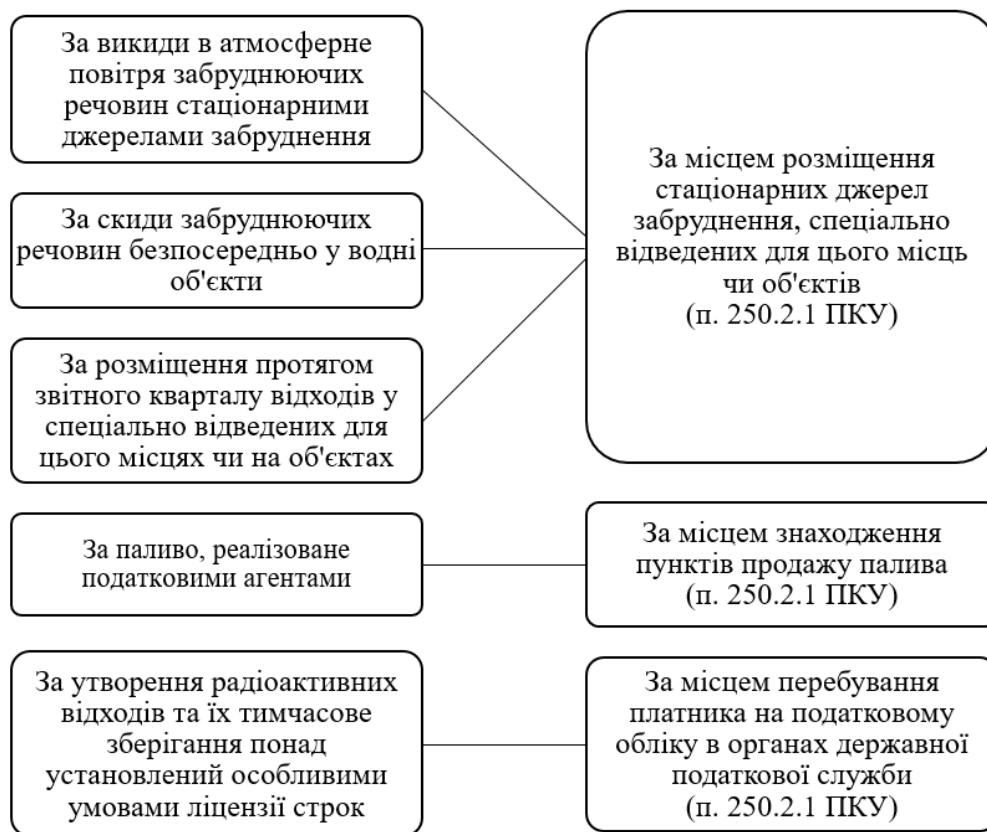 За викиди в атмосферне
повітря забруднюючих
речовин стаціонарними
джерелами забруднення
За скиди забруднюючих
речовин безпосередньо у водні
об'єкти
За розміщення протягом
звітного кварталу відходів у
спеціально відведених для
цього місцях чи на об'єктах
За місцем розміщення
стаціонарних джерел
забруднення, спеціально
відведених для цього місць
чи об'єктів
(п. 250.2.1 ПКУ)
За паливо, реалізоване
податковими агентами
За місцем знаходження
пунктів продажу палива
(п. 250.2.1 ПКУ)
За утворення радіоактивних
відходів та їх тимчасове
зберігання понад
установлений особливими
умовами ліцензії строк
За місцем перебування
платника на податковому
обліку в органах державної
податкової служби
(п. 250.2.1 ПКУ)